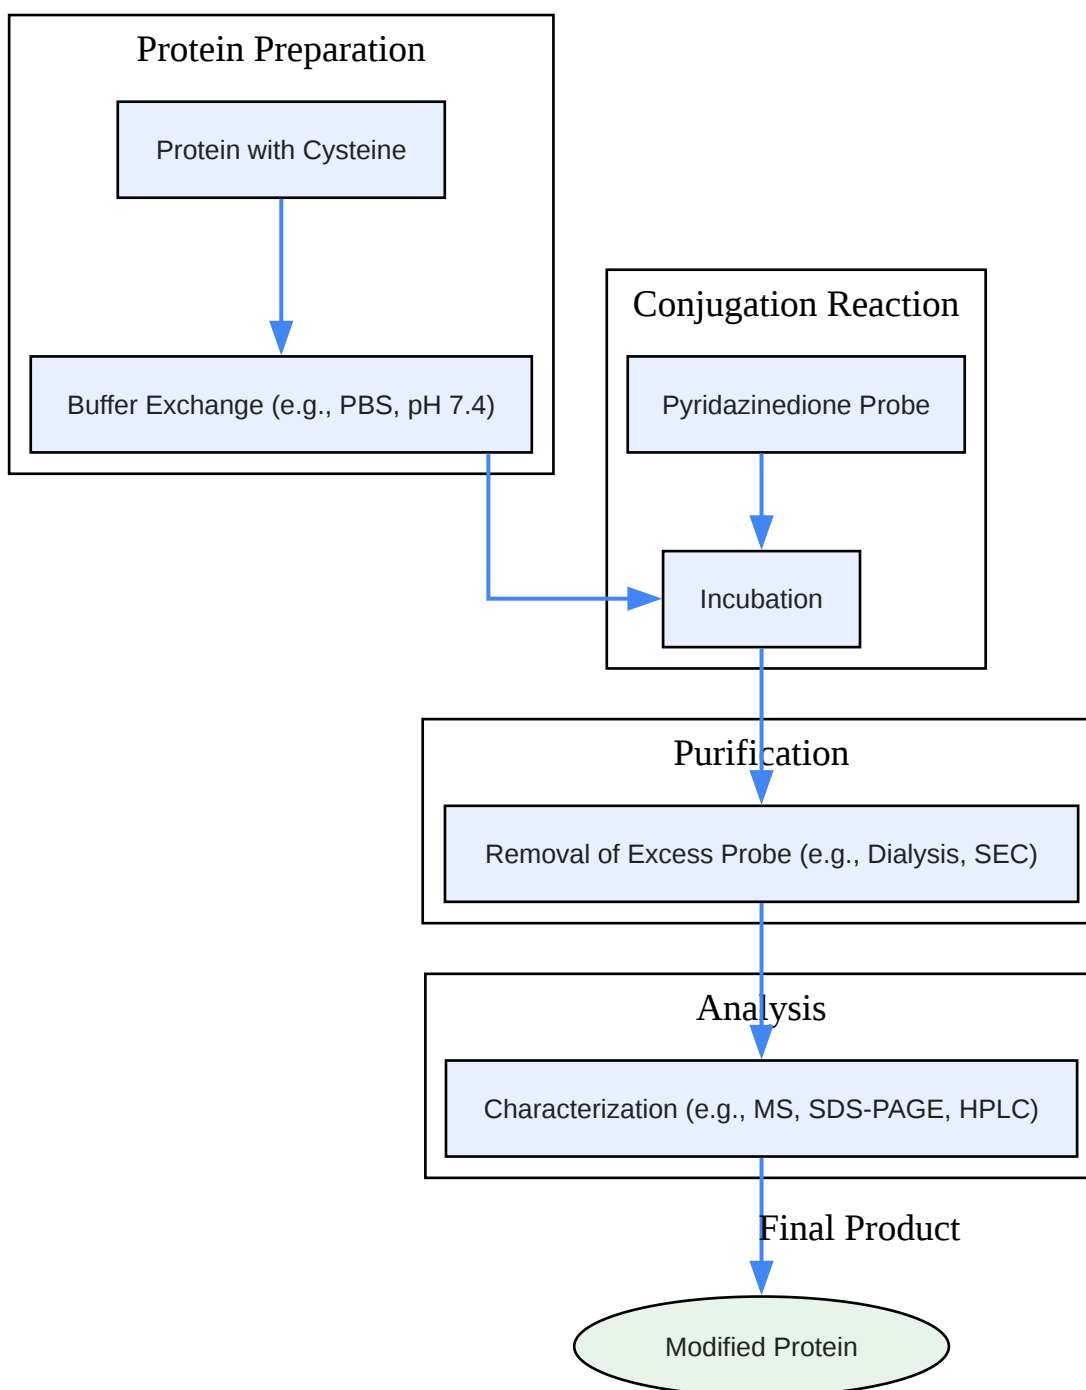 Protein Preparation
Protein with Cysteine
Buffer Exchange (e.g., PBS, pH 7.4)
Conjugation Reaction
Pyridazinedione Probe
Incubation
Purification
Removal of Excess Probe (e.g., Dialysis, SEC)
Analysis
Characterization (e.g., MS, SDS-PAGE, HPLC)
Final Product
Modified Protein